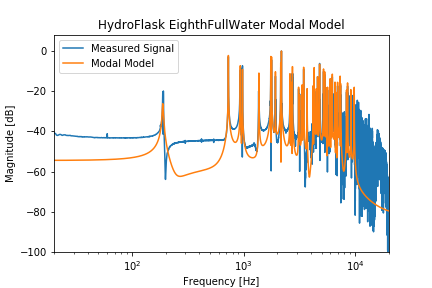 HydroFlask EighthFullWater Modal Model
Measured Signal
Modal Model
Magnitude [dB]
0
−20
−40
−60
−80
−100
10²
10³
10⁴
Frequency [Hz]